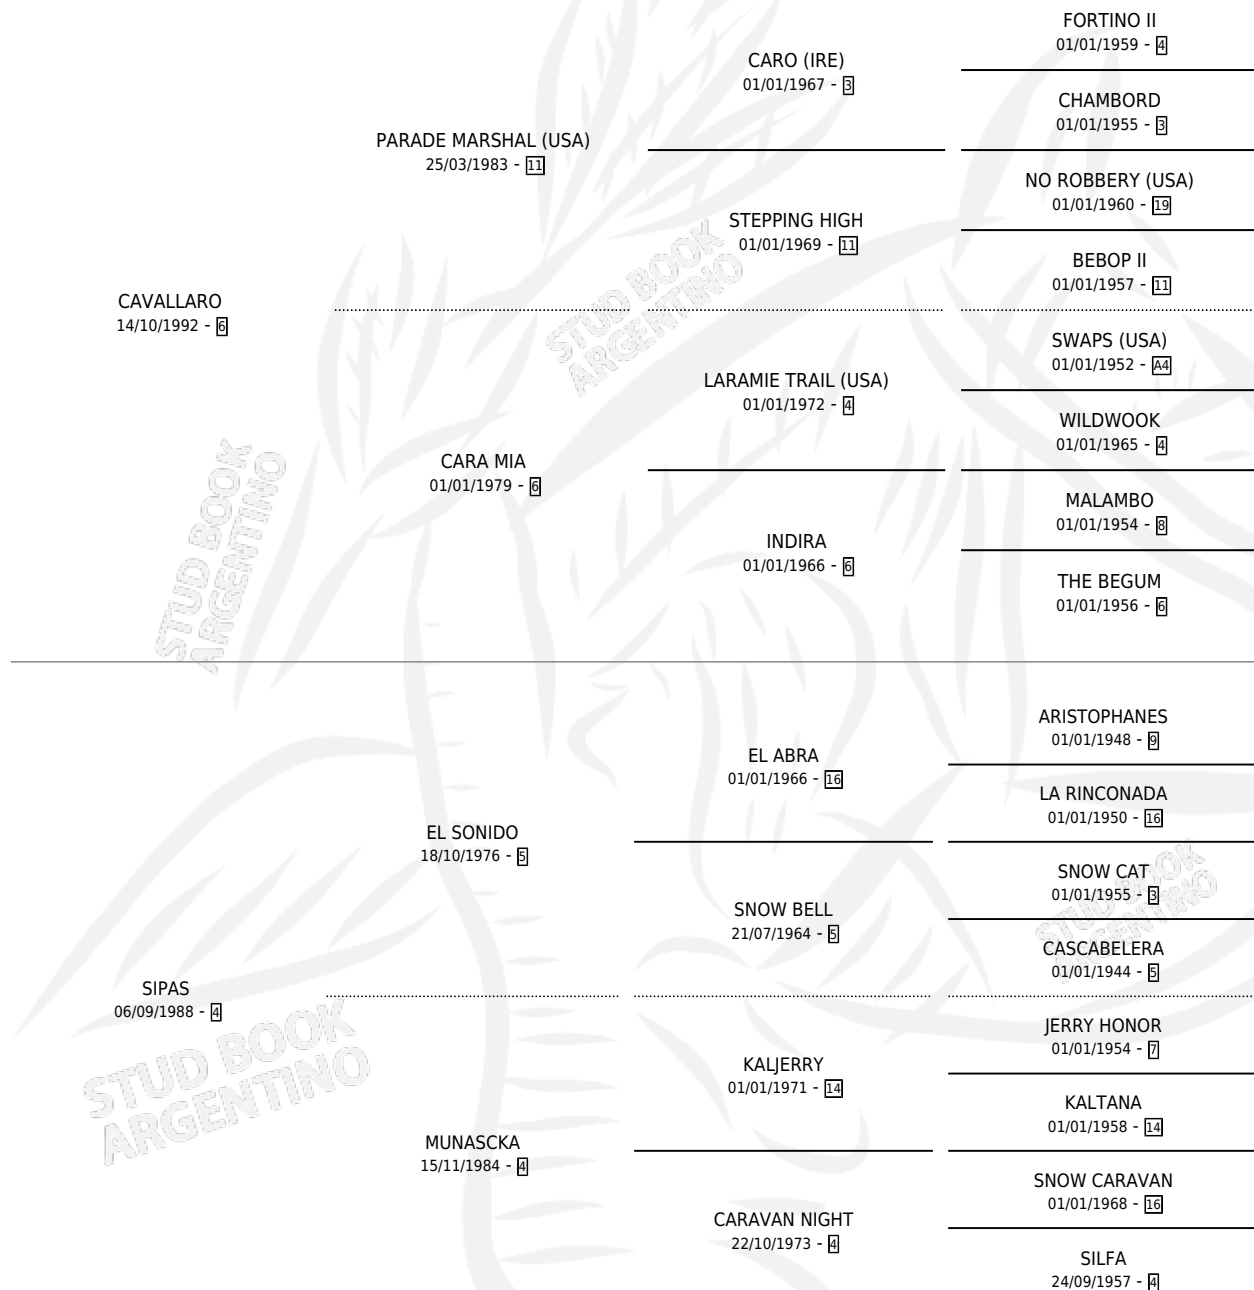 FORTINO II
01/01/1959 - 4
CARO (IRE)
01/01/1967 - 3
CHAMBORD
01/01/1955 - 3
PARADE MARSHAL (USA)
25/03/1983 - 11
NO ROBBERY (USA)
01/01/1960 - 19
STEPPING HIGH
01/01/1969 - 11
BEBOP II
01/01/1957 - 11
CAVALLARO
14/10/1992 - 6
SWAPS (USA)
01/01/1952 - A4
LARAMIE TRAIL (USA)
01/01/1972 - 4
WILDWOOK
01/01/1965 - 4
CARA MIA
01/01/1979 - 6
MALAMBO
01/01/1954 - 8
INDIRA
01/01/1966 - 6
THE BEGUM
01/01/1956 - 6
STUD BOOK
ARGENTINO
STUD BOOK
ARGENTINO
ARISTOPHANES
01/01/1948 - 9
EL ABRA
01/01/1966 - 16
LA RINCONADA
01/01/1950 - 16
EL SONIDO
18/10/1976 - 5
SNOW CAT
01/01/1955 - 3
SNOW BELL
21/07/1964 - 5
CASCABELERA
01/01/1944 - 5
SIPAS
06/09/1988 - 4
JERRY HONOR
01/01/1954 - 7
KALJERRY
01/01/1971 - 14
KALTANA
01/01/1958 - 14
MUNASCKA
15/11/1984 - 4
SNOW CARAVAN
01/01/1968 - 16
CARAVAN NIGHT
22/10/1973 - 4
SILFA
24/09/1957 - 4
STUD BOOK
ARGENTINO
STUD BOOK
ARGENTINO